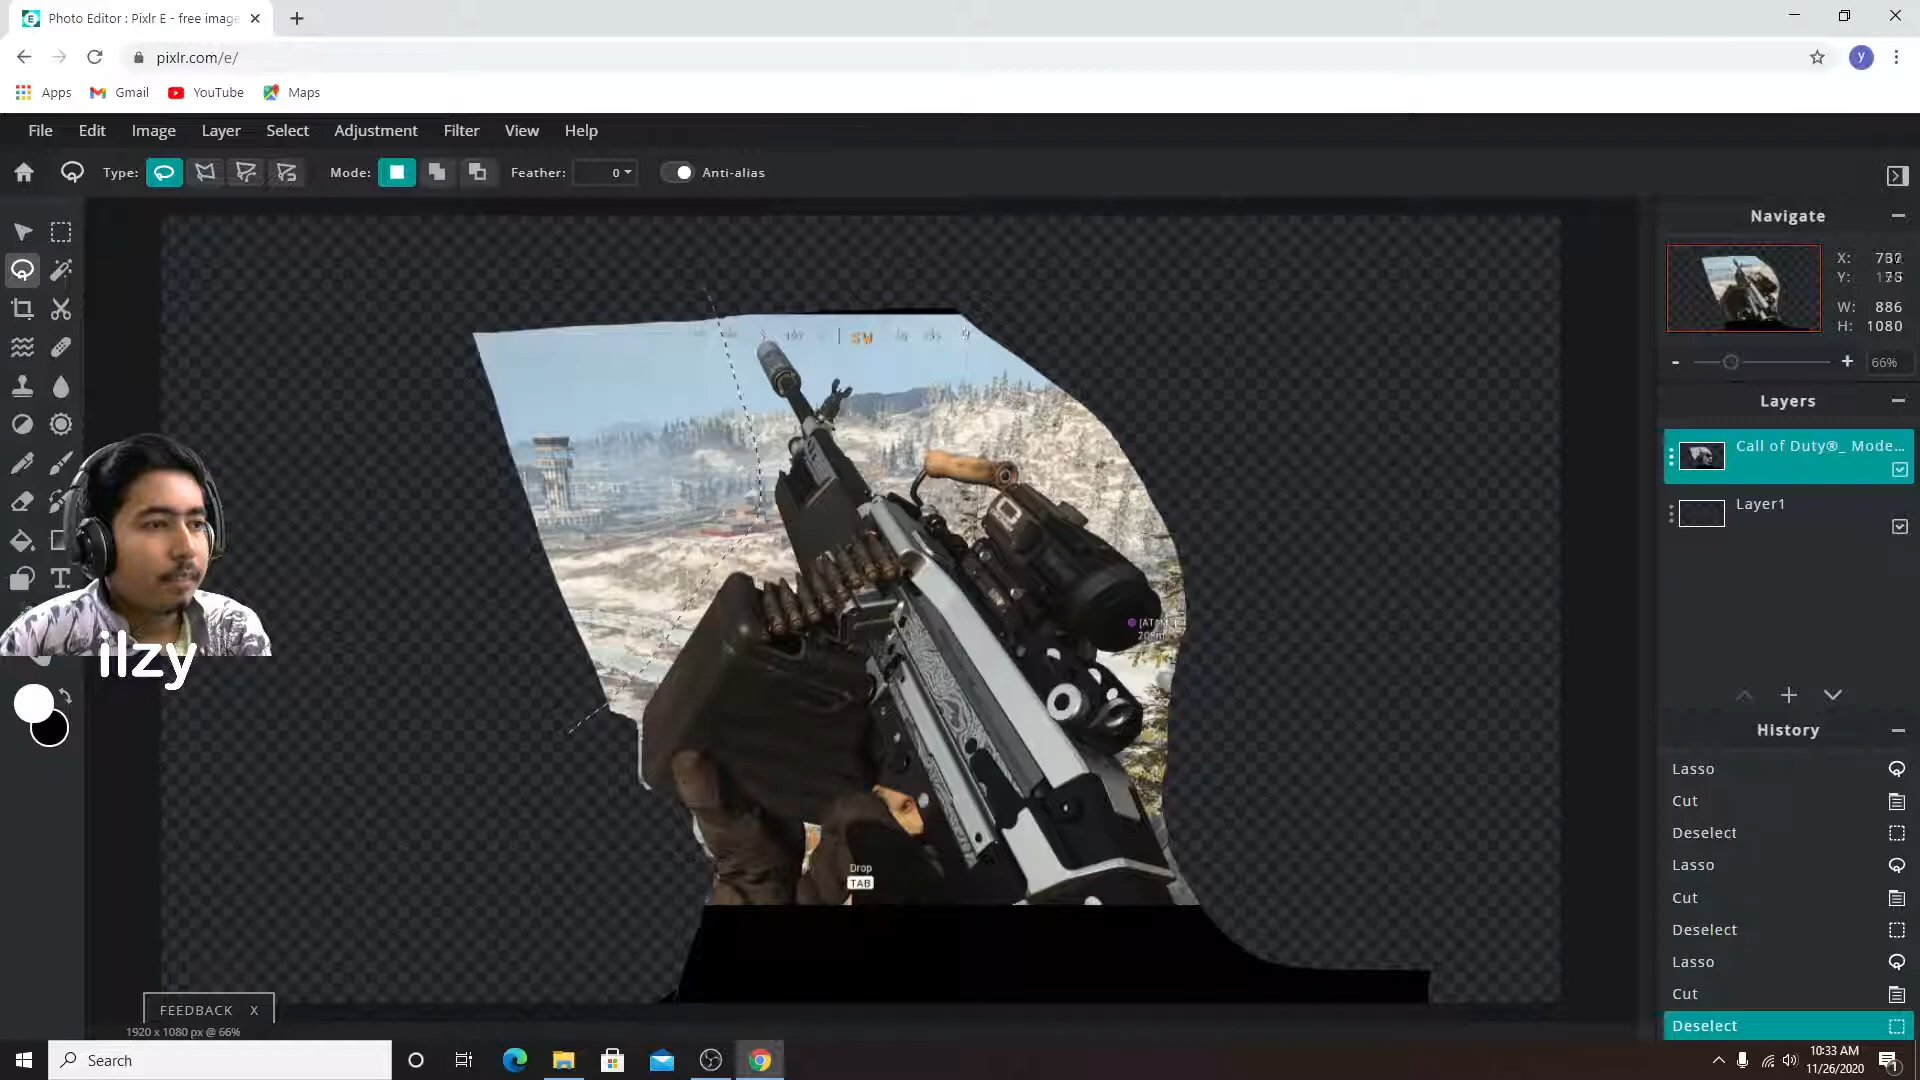 Photo Editor : Pixlr E - free image
pixlr.com/e/
y
Apps
Gmail
YouTube
Maps
File
Edit
Image
Layer
Select
Adjustment
Filter
View
Help
Type:
Mode:
Feather:
0
Anti-alias
Navigate
X:
Y:
W: 886
H: 1080
66%
Layers
Call of Duty®_ Mode...
Layer1
SW
Drop
TAB
T
ilzy
History
Lasso
Cut
Deselect
Lasso
Cut
Deselect
Lasso
Cut
Deselect
FEEDBACK X
1920 x 1080 px @ 66%
Search
10:33 AM
11/26/2020
1